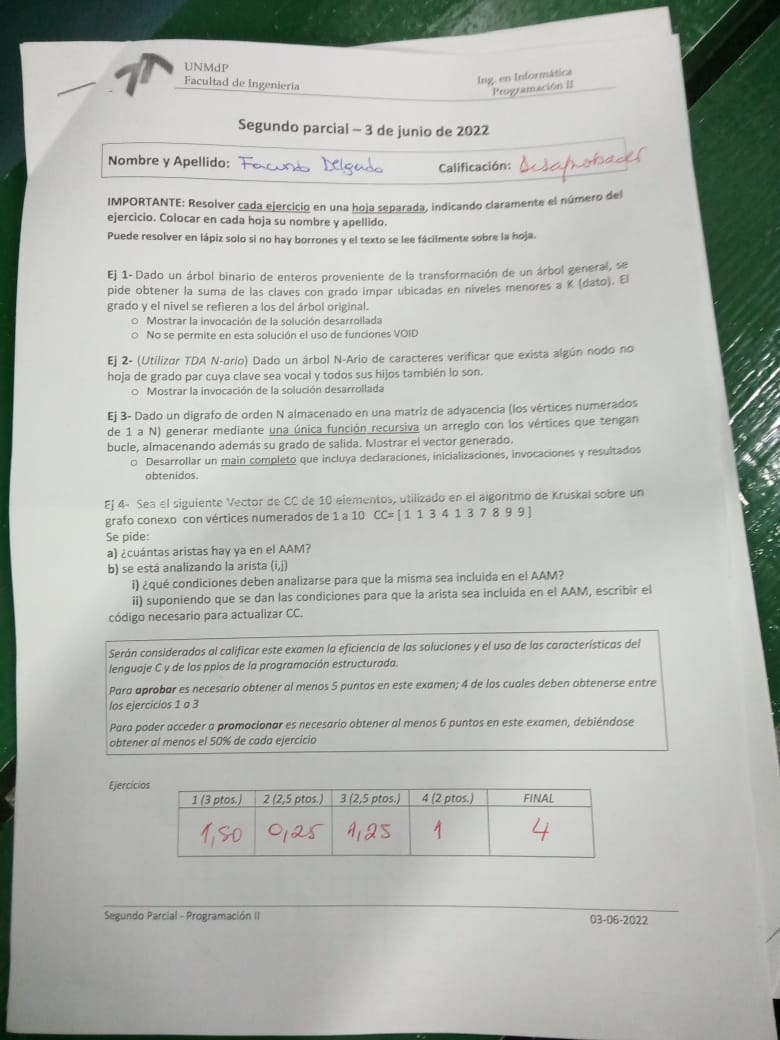 UNMdP
Facultad de Ingeniería
Ing. en Informática
Programación II
Segundo parcial – 3 de junio de 2022
Nombre y Apellido: Facundo Delgado
Calificación: Desaprobado
IMPORTANTE: Resolver cada ejercicio en una hoja separada, indicando claramente el número del
ejercicio. Colocar en cada hoja su nombre y apellido.
Puede resolver en lápiz solo si no hay borrones y el texto se lee fácilmente sobre la hoja.
Ej 1- Dado un árbol binario de enteros proveniente de la transformación de un árbol general, se
pide obtener la suma de las claves con grado impar ubicadas en niveles menores a K (dato). El
grado y el nivel se refieren a los del árbol original.
o Mostrar la invocación de la solución desarrollada
o No se permite en esta solución el uso de funciones VOID
Ej 2- (Utilizar TDA N-ario) Dado un árbol N-Ario de caracteres verificar que exista algún nodo no
hoja de grado par cuya clave sea vocal y todos sus hijos también lo son.
o Mostrar la invocación de la solución desarrollada
Ej 3- Dado un digrafo de orden N almacenado en una matriz de adyacencia (los vértices numerados
de 1 a N) generar mediante una única función recursiva un arreglo con los vértices que tengan
bucle, almacenando además su grado de salida. Mostrar el vector generado.
o Desarrollar un main completo que incluya declaraciones, inicializaciones, invocaciones y resultados
obtenidos.
Ej 4- Sea el siguiente Vector de CC de 10 elementos, utilizado en el algoritmo de Kruskal sobre un
grafo conexo con vértices numerados de 1 a 10 CC= [ 1 1 3 4 1 3 7 8 9 9 ]
Se pide:
a) ¿cuántas aristas hay ya en el AAM?
b) se está analizando la arista (i,j)
i) ¿qué condiciones deben analizarse para que la misma sea incluida en el AAM?
ii) suponiendo que se dan las condiciones para que la arista sea incluida en el AAM, escribir el
código necesario para actualizar CC.
Serán considerados al calificar este examen la eficiencia de las soluciones y el uso de las características del
lenguaje C y de los ppios de la programación estructurada.
Para aprobar es necesario obtener al menos 5 puntos en este examen; 4 de los cuales deben obtenerse entre
los ejercicios 1 a 3
Para poder acceder a promocionar es necesario obtener al menos 6 puntos en este examen, debiéndose
obtener al menos el 50% de cada ejercicio
Ejercicios
1 (3 ptos.) 2 (2,5 ptos.) 3 (2,5 ptos.) 4 (2 ptos.) FINAL
1,50 0,25 1,25 1 4
Segundo Parcial - Programación II
03-06-2022